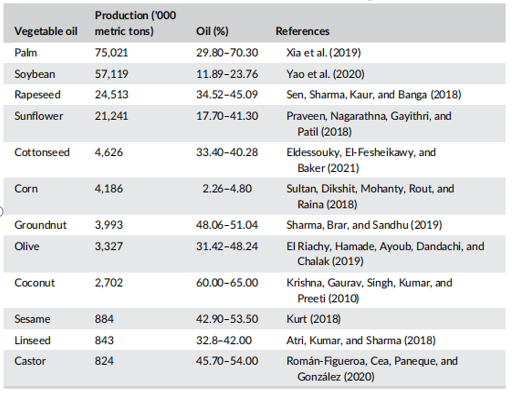 Production ('000
Vegetable oil metric tons) Oil (%) References
Palm 75,021 29.80–70.30 Xia et al. (2019)
Soybean 57,119 11.89–23.76 Yao et al. (2020)
Rapeseed 24,513 34.52–45.09 Sen, Sharma, Kaur, and Banga (2018)
Sunflower 21,241 17.70–41.30 Praveen, Nagarathna, Gayithri, and
Patil (2018)
Cottonseed 4,626 33.40–40.28 Eldessouky, El-Fesheikawy, and
Baker (2021)
Corn 4,186 2.26–4.80 Sultan, Dikshit, Mohanty, Rout, and
Raina (2018)
Groundnut 3,993 48.06–51.04 Sharma, Brar, and Sandhu (2019)
Olive 3,327 31.42–48.24 El Riachy, Hamade, Ayoub, Dandachi, and
Chalak (2019)
Coconut 2,702 60.00–65.00 Krishna, Gaurav, Singh, Kumar, and
Preeti (2010)
Sesame 884 42.90–53.50 Kurt (2018)
Linseed 843 32.8–42.00 Atri, Kumar, and Sharma (2018)
Castor 824 45.70–54.00 Román-Figueroa, Cea, Paneque, and
González (2020)